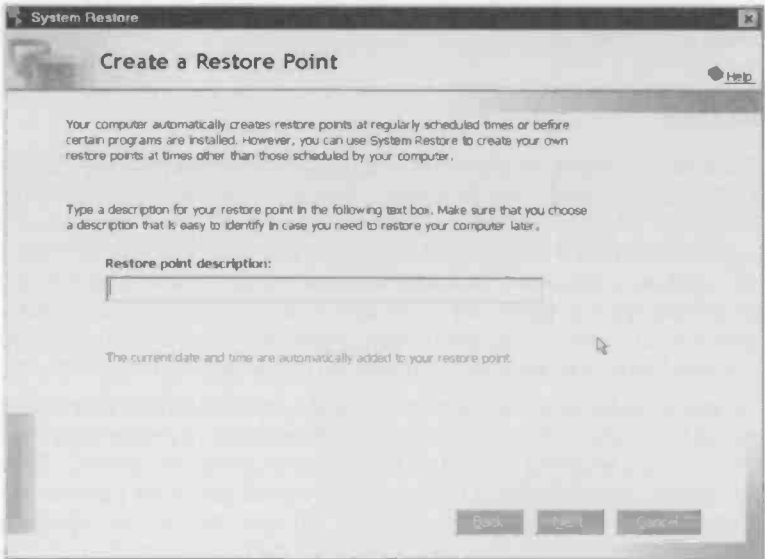 System Restore
Create a Restore Point
Help
Your computer automatically creates restore points at regularly scheduled times or before
certain programs are installed. However, you can use System Restore to create your own
restore points at times other than those scheduled by your computer.
Type a description for your restore point in the following text box. Make sure that you choose
a description that is easy to identify in case you need to restore your computer later.
Restore point description:
The current date and time are automatically added to your restore point.
Back
Next
Cancel